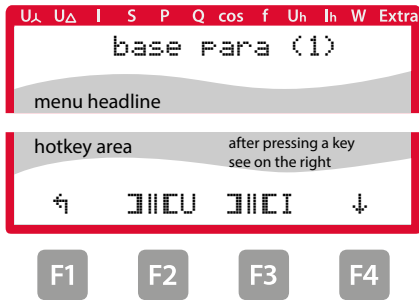 U⅄ U△ I S P Q cos f Uh Ih W Extra
base para (1)
menu headline
hotkey area
after pressing a key
see on the right
↰ ]||[U ]||[I ↓
F1 F2 F3 F4